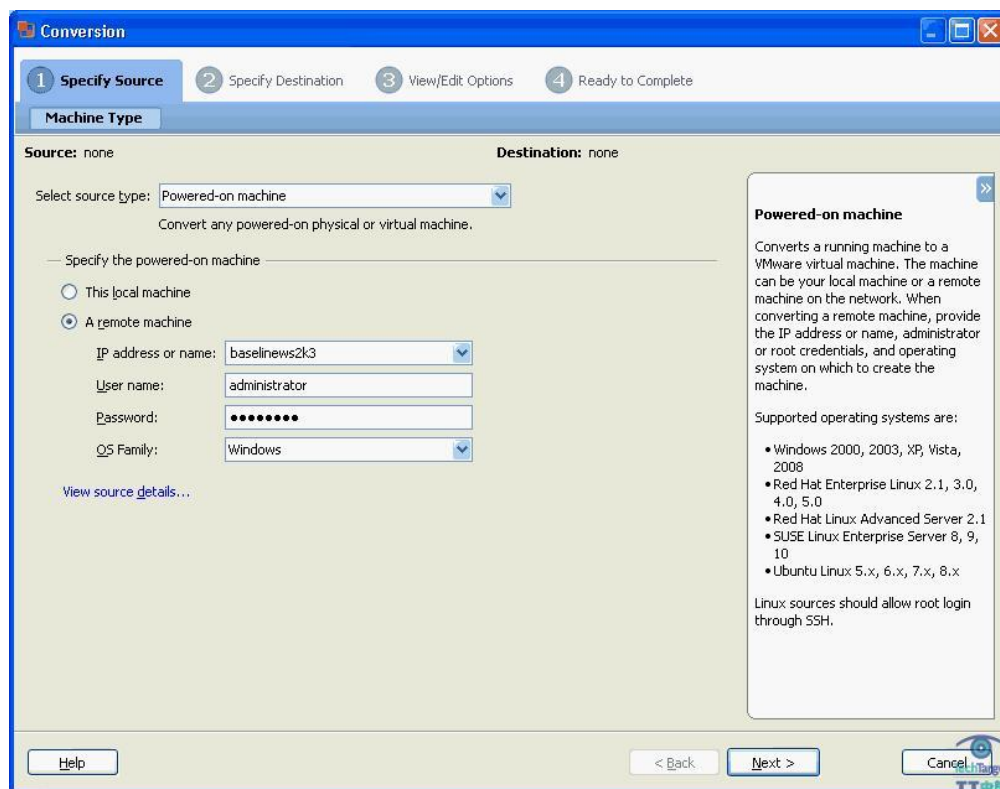 Conversion
1 Specify Source 2 Specify Destination 3 View/Edit Options 4 Ready to Complete
Machine Type
Source: none Destination: none
Select source type: Powered-on machine
Convert any powered-on physical or virtual machine.
Specify the powered-on machine
This local machine
A remote machine
IP address or name: baselinews2k3
User name: administrator
Password: ●●●●●●●●
OS Family: Windows
View source details...
Powered-on machine
Converts a running machine to a
VMware virtual machine. The machine
can be your local machine or a remote
machine on the network. When
converting a remote machine, provide
the IP address or name, administrator
or root credentials, and operating
system on which to create the
machine.
Supported operating systems are:
• Windows 2000, 2003, XP, Vista,
2008
• Red Hat Enterprise Linux 2.1, 3.0,
4.0, 5.0
• Red Hat Linux Advanced Server 2.1
• SUSE Linux Enterprise Server 8, 9,
10
• Ubuntu Linux 5.x, 6.x, 7.x, 8.x
Linux sources should allow root login
through SSH.
Help < Back Next > Cancel